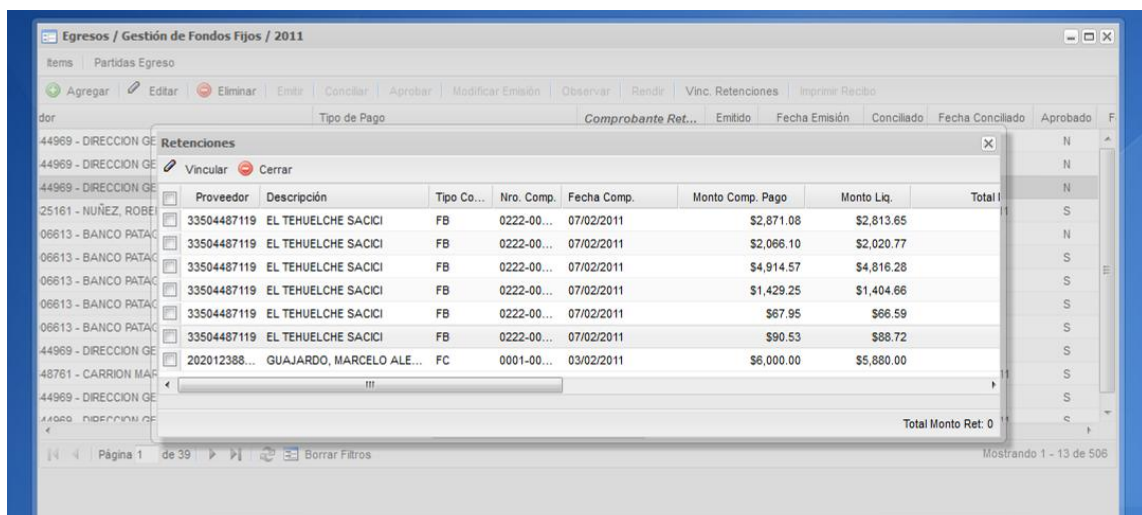 Egresos / Gestión de Fondos Fijos / 2011
Items Partidas Egreso
Agregar Editar Eliminar Emitir Conciliar Aprobar Modificar Emisión Observar Rendir Vinc. Retenciones Imprimir Recibo
dor Tipo de Pago Comprobante Ret... Emitido Fecha Emisión Conciliado Fecha Conciliado Aprobado F
44969 - DIRECCION GE N
Retenciones
44969 - DIRECCION GE N
Vincular Cerrar
44969 - DIRECCION GE N
Proveedor Descripción Tipo Co... Nro. Comp. Fecha Comp. Monto Comp. Pago Monto Liq. Total
25161 - NUÑEZ, ROBE S
33504487119 EL TEHUELCHE SACICI FB 0222-00... 07/02/2011 $2,871.08 $2,813.65
06613 - BANCO PATAG N
33504487119 EL TEHUELCHE SACICI FB 0222-00... 07/02/2011 $2,066.10 $2,020.77
06613 - BANCO PATAG S
33504487119 EL TEHUELCHE SACICI FB 0222-00... 07/02/2011 $4,914.57 $4,816.28
06613 - BANCO PATAG S
33504487119 EL TEHUELCHE SACICI FB 0222-00... 07/02/2011 $1,429.25 $1,404.66
06613 - BANCO PATAG S
33504487119 EL TEHUELCHE SACICI FB 0222-00... 07/02/2011 $67.95 $66.59
06613 - BANCO PATAG S
33504487119 EL TEHUELCHE SACICI FB 0222-00... 07/02/2011 $90.53 $88.72
44969 - DIRECCION GE S
202012388... GUAJARDO, MARCELO ALE... FC 0001-00... 03/02/2011 $6,000.00 $5,880.00
48761 - CARRION MAR 11 S
44969 - DIRECCION GE S
44969 - DIRECCION GE 11 S
Total Monto Ret: 0
Página 1 de 39 Borrar Filtros Mostrando 1 - 13 de 506